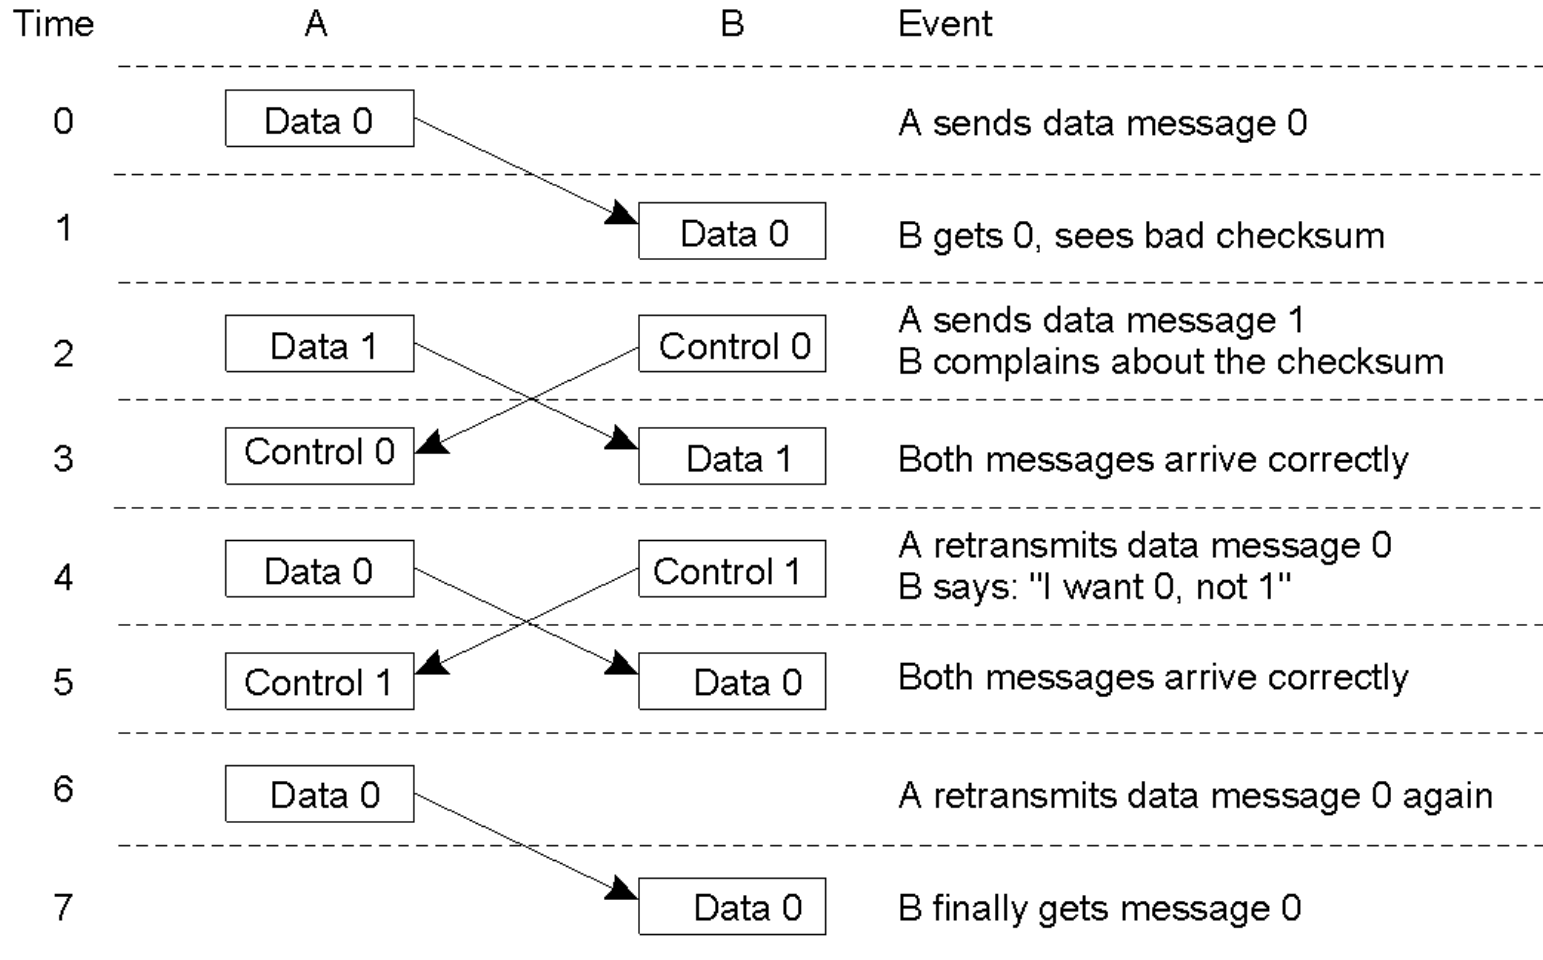 Time A B Event
0 Data 0 A sends data message 0
1 Data 0 B gets 0, sees bad checksum
2 Data 1 Control 0 A sends data message 1
B complains about the checksum
3 Control 0 Data 1 Both messages arrive correctly
4 Data 0 Control 1 A retransmits data message 0
B says: "I want 0, not 1"
5 Control 1 Data 0 Both messages arrive correctly
6 Data 0 A retransmits data message 0 again
7 Data 0 B finally gets message 0